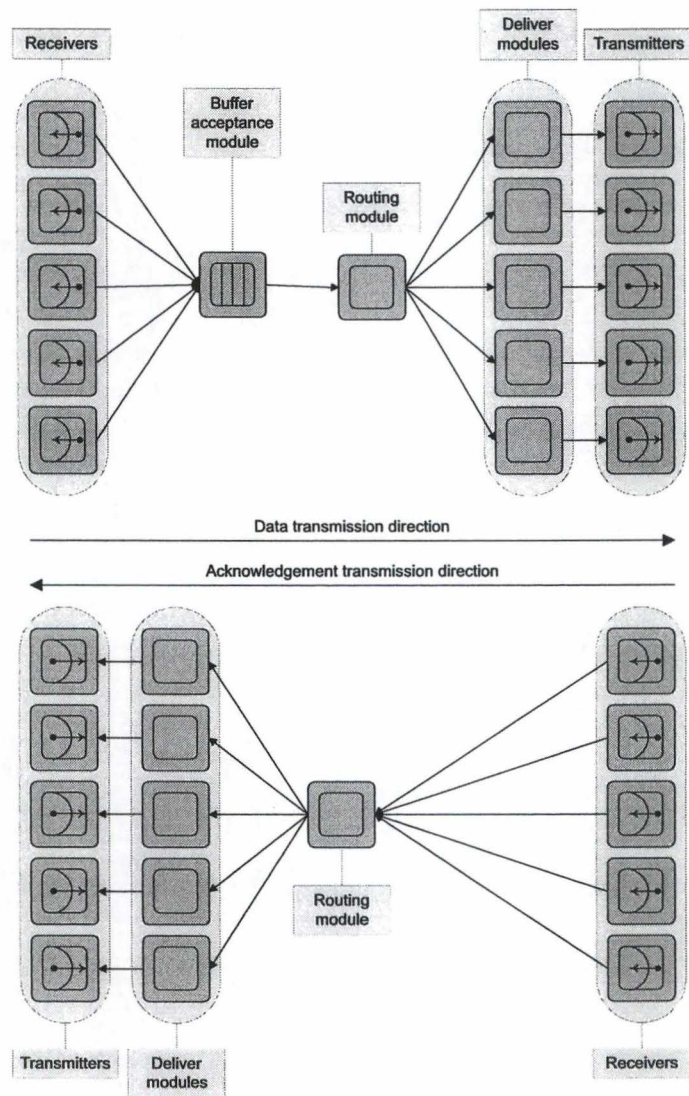 Receivers
Deliver
modules
Transmitters
Buffer
acceptance
module
Routing
module
Data transmission direction
Acknowledgement transmission direction
Routing
module
Transmitters
Deliver
modules
Receivers